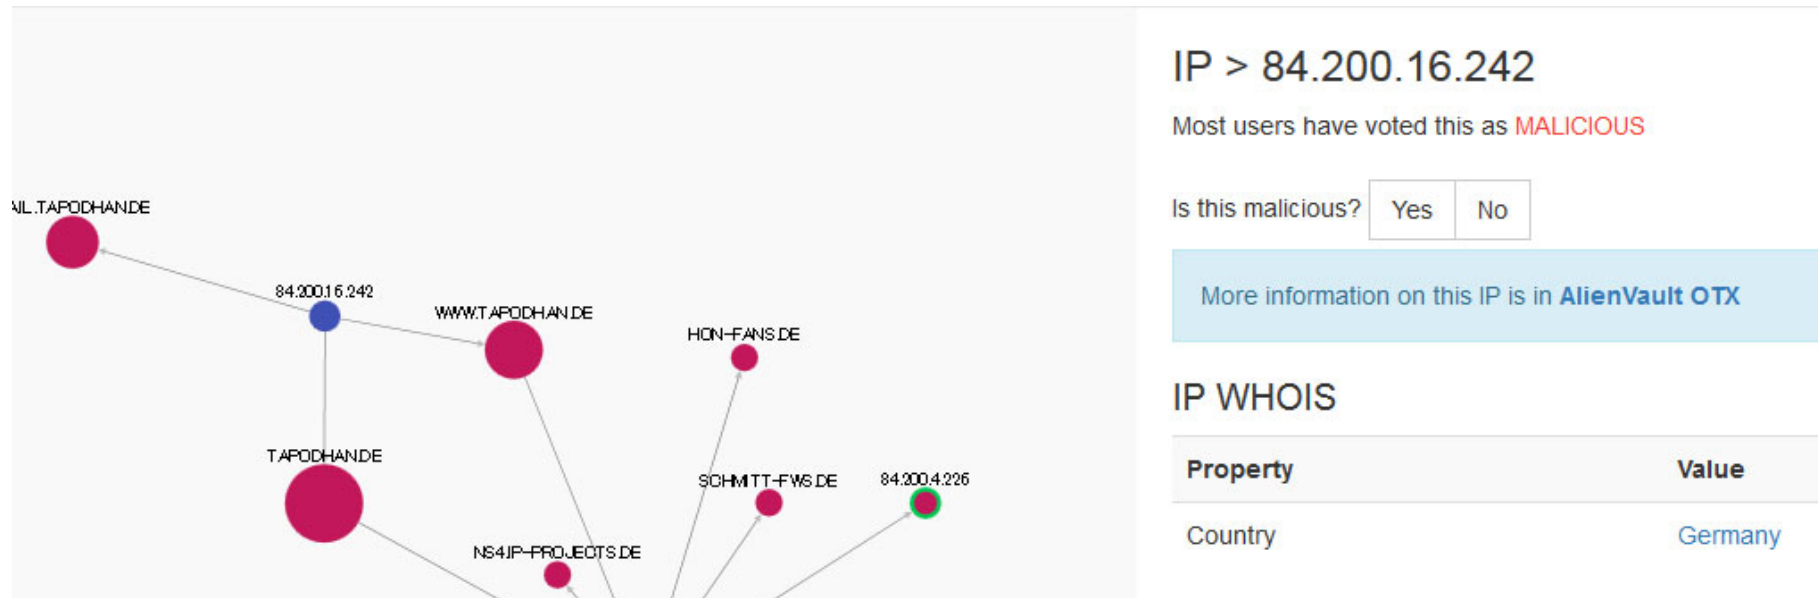 IP > 84.200.16.242
Most users have voted this as MALICIOUS
Is this malicious? Yes No
More information on this IP is in AlienVault OTX
IP WHOIS
Property Value
Country Germany
AIL.TAPODHAN.DE
84.200.16.242
WWW.TAPODHAN.DE
HON-FANS.DE
TAPODHAN.DE
SCHMITT-FWS.DE
84.200.4.226
NS4.IP-PROJECTS.DE